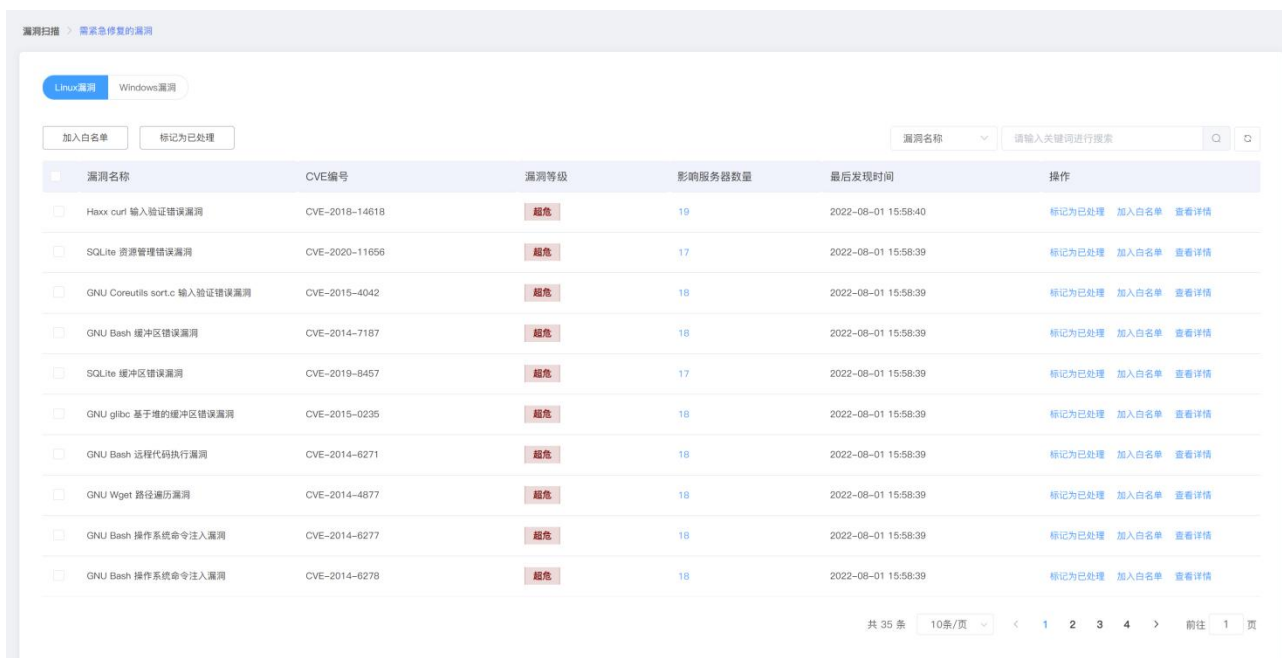 漏洞扫描 > 需紧急修复的漏洞
Linux漏洞 Windows漏洞
加入白名单 标记为已处理 漏洞名称 请输入关键词进行搜索
漏洞名称 CVE编号 漏洞等级 影响服务器数量 最后发现时间 操作
Haxx curl 输入验证错误漏洞 CVE-2018-14618 超危 19 2022-08-01 15:58:40 标记为已处理 加入白名单 查看详情
SQLite 资源管理错误漏洞 CVE-2020-11656 超危 17 2022-08-01 15:58:39 标记为已处理 加入白名单 查看详情
GNU Coreutils sort.c 输入验证错误漏洞 CVE-2015-4042 超危 18 2022-08-01 15:58:39 标记为已处理 加入白名单 查看详情
GNU Bash 缓冲区错误漏洞 CVE-2014-7187 超危 18 2022-08-01 15:58:39 标记为已处理 加入白名单 查看详情
SQLite 缓冲区错误漏洞 CVE-2019-8457 超危 17 2022-08-01 15:58:39 标记为已处理 加入白名单 查看详情
GNU glibc 基于堆的缓冲区错误漏洞 CVE-2015-0235 超危 18 2022-08-01 15:58:39 标记为已处理 加入白名单 查看详情
GNU Bash 远程代码执行漏洞 CVE-2014-6271 超危 18 2022-08-01 15:58:39 标记为已处理 加入白名单 查看详情
GNU Wget 路径遍历漏洞 CVE-2014-4877 超危 18 2022-08-01 15:58:39 标记为已处理 加入白名单 查看详情
GNU Bash 操作系统命令注入漏洞 CVE-2014-6277 超危 18 2022-08-01 15:58:39 标记为已处理 加入白名单 查看详情
GNU Bash 操作系统命令注入漏洞 CVE-2014-6278 超危 18 2022-08-01 15:58:39 标记为已处理 加入白名单 查看详情
共 35 条 10条/页 < 1 2 3 4 > 前往 1 页